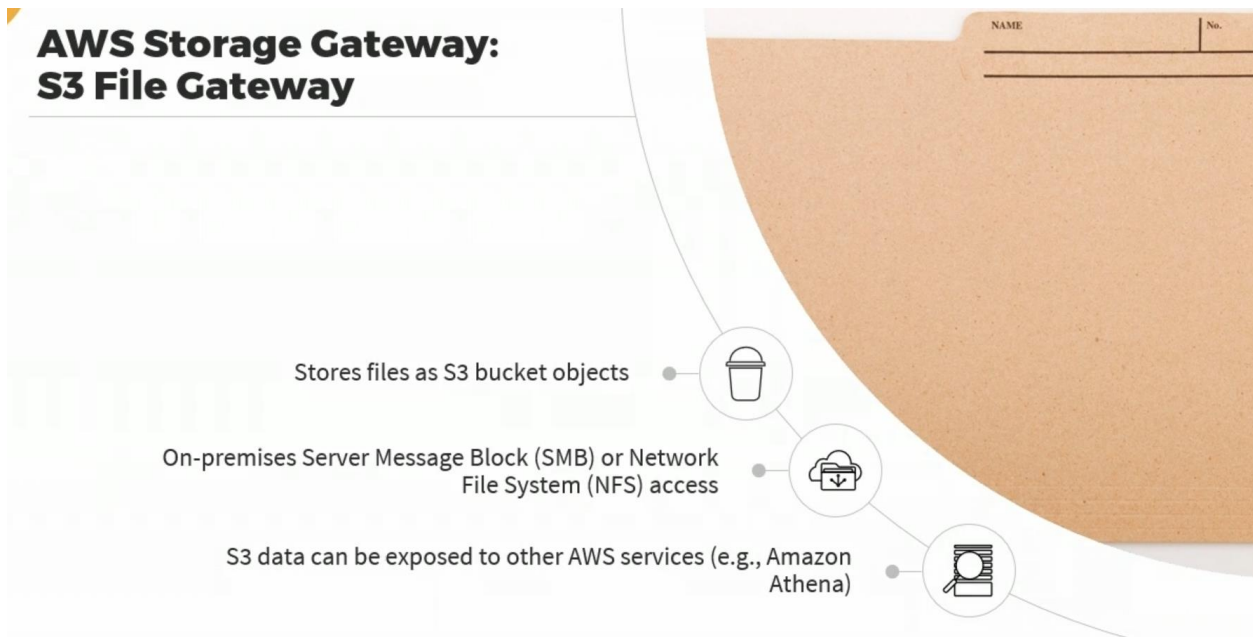 AWS Storage Gateway:
S3 File Gateway
NAME
No.
Stores files as S3 bucket objects
On-premises Server Message Block (SMB) or Network
File System (NFS) access
S3 data can be exposed to other AWS services (e.g., Amazon
Athena)